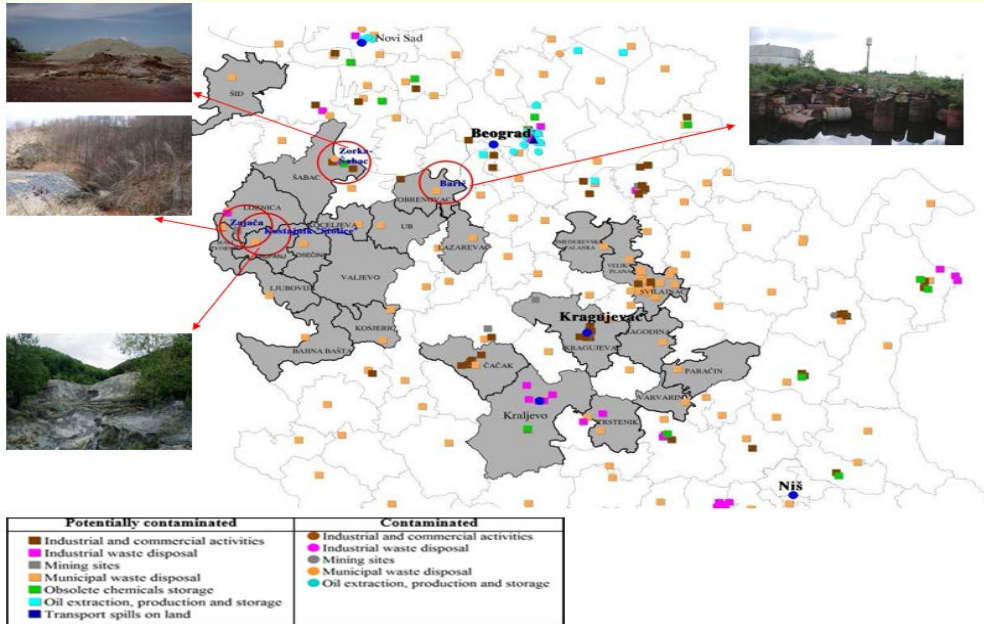 Novi Sad
ŠID
Beograd
Zorka-
Šabac
ŠABAC
Barič
OBRENOVAC
LOZNICA
Zajača
Kostajnik "Stolice"
KOCELJEVA
UB
OSEČINA
LAZAREVAC
SMEDEREVSKA
PALANKA
VELIKA
PLANA
SVILAJNAC
VALJEVO
LJUBOVIJA
KOSJERIĆ
BAJINA BAŠTA
Kragujevac
KRAGUJEVAC
JAGODINA
ČAČAK
PARAĆIN
VARVARIN
Kraljevo
TRSTENIK
Niš
Potentially contaminated
Industrial and commercial activities
Industrial waste disposal
Mining sites
Municipal waste disposal
Obsolete chemicals storage
Oil extraction, production and storage
Transport spills on land
Contaminated
Industrial and commercial activities
Industrial waste disposal
Mining sites
Municipal waste disposal
Oil extraction, production and storage